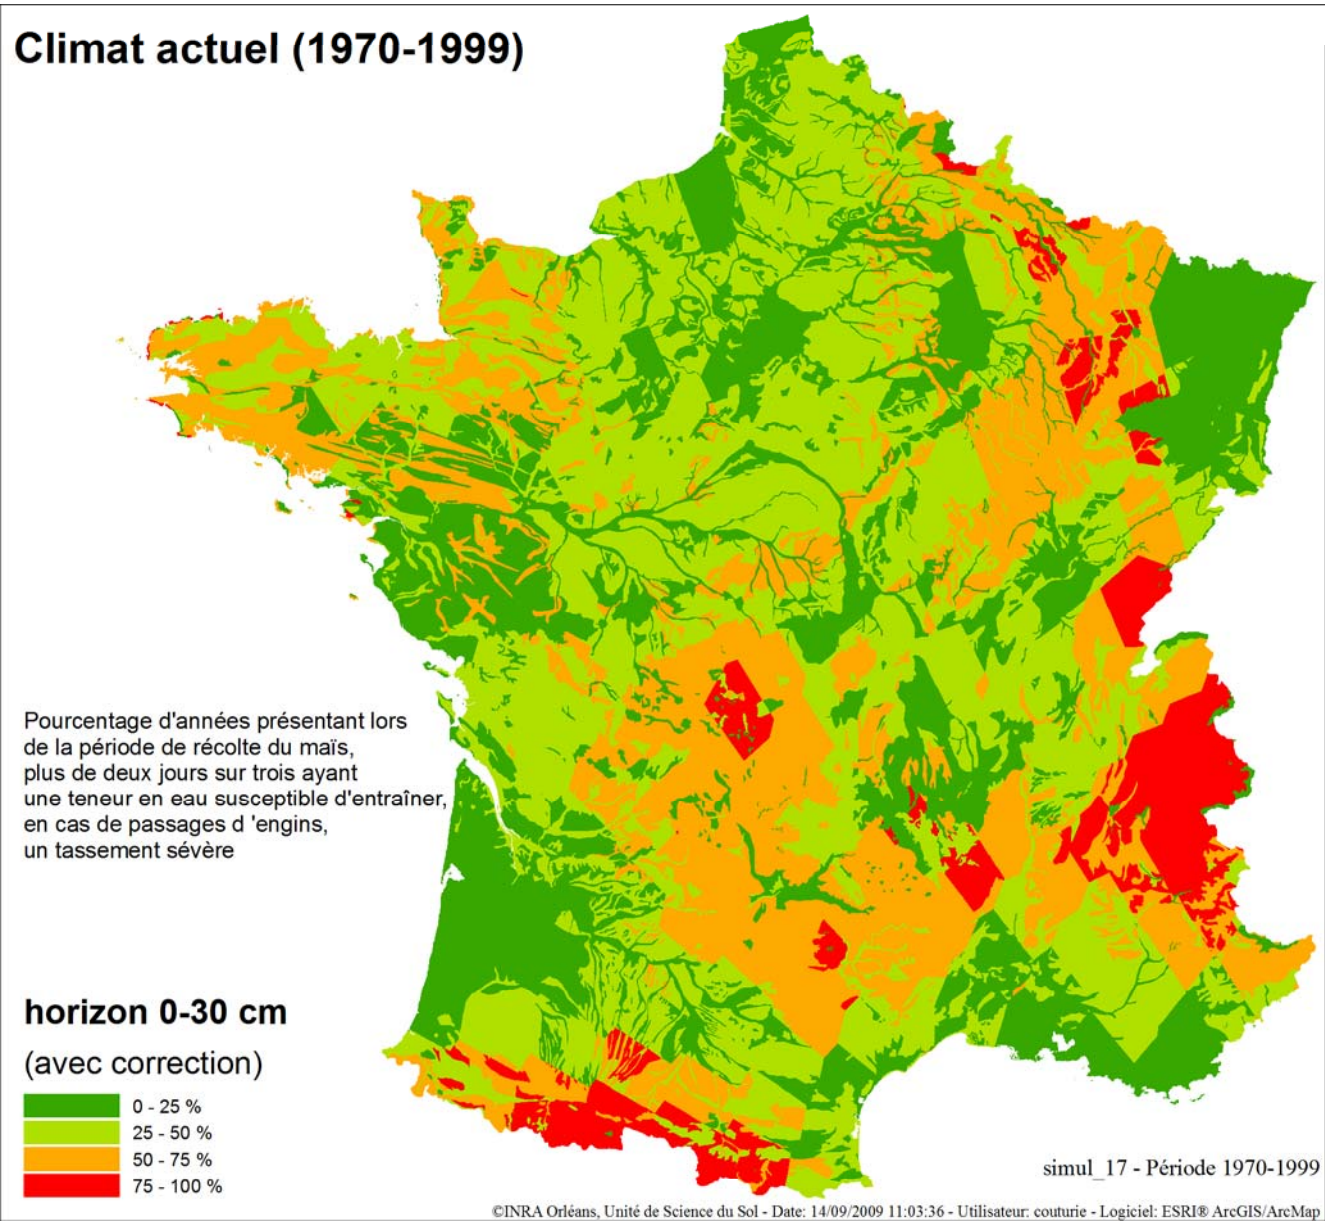 Climat actuel (1970-1999)
Pourcentage d'années présentant lors
de la période de récolte du maïs,
plus de deux jours sur trois ayant
une teneur en eau susceptible d'entraîner,
en cas de passages d 'engins,
un tassement sévère
horizon 0-30 cm
(avec correction)
0 - 25 %
25 - 50 %
50 - 75 %
75 - 100 %
simul_17 - Période 1970-1999
©INRA Orléans, Unité de Science du Sol - Date: 14/09/2009 11:03:36 - Utilisateur: couturie - Logiciel: ESRI® ArcGIS/ArcMap